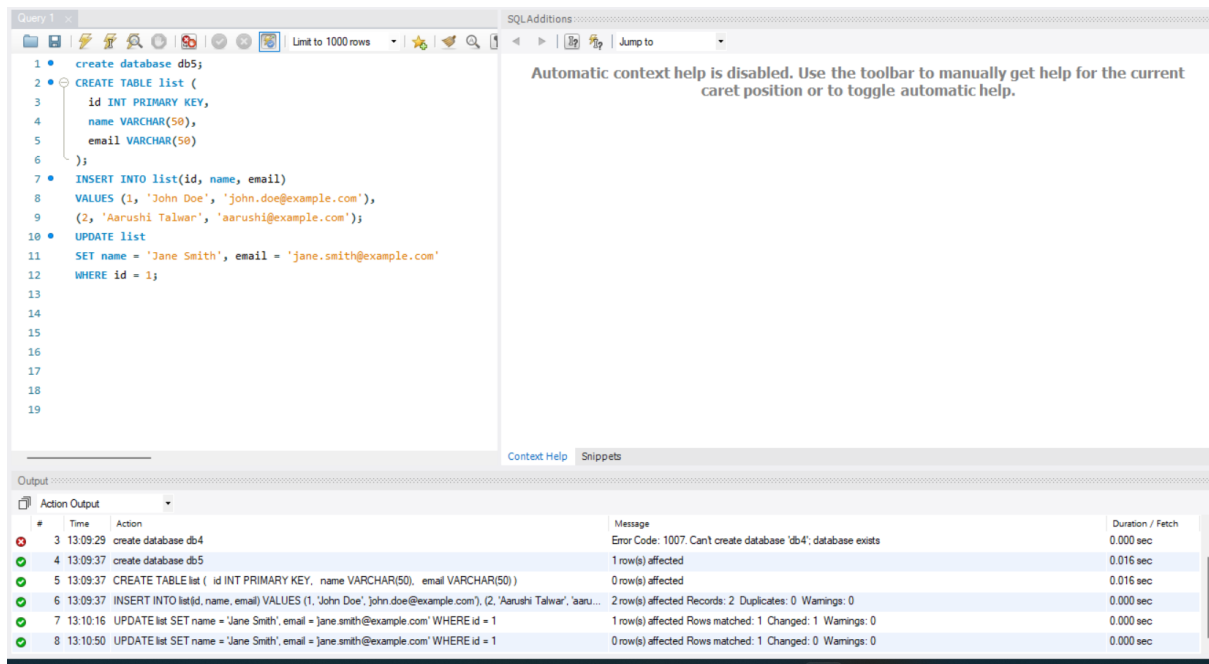 Query 1 ×
SQLAdditions
Limit to 1000 rows
Jump to
1 create database db5;
2 CREATE TABLE list (
3 id INT PRIMARY KEY,
4 name VARCHAR(50),
5 email VARCHAR(50)
6 );
7 INSERT INTO list(id, name, email)
8 VALUES (1, 'John Doe', 'john.doe@example.com'),
9 (2, 'Aarushi Talwar', 'aarushi@example.com');
10 UPDATE list
11 SET name = 'Jane Smith', email = 'jane.smith@example.com'
12 WHERE id = 1;
13
14
15
16
17
18
19
Automatic context help is disabled. Use the toolbar to manually get help for the current
caret position or to toggle automatic help.
Context Help Snippets
Output
Action Output
# Time Action Message Duration / Fetch
3 13:09:29 create database db4 Error Code: 1007. Can't create database 'db4'; database exists 0.000 sec
4 13:09:37 create database db5 1 row(s) affected 0.016 sec
5 13:09:37 CREATE TABLE list ( id INT PRIMARY KEY, name VARCHAR(50), email VARCHAR(50) ) 0 row(s) affected 0.016 sec
6 13:09:37 INSERT INTO list(id, name, email) VALUES (1, 'John Doe', 'john.doe@example.com'), (2, 'Aarushi Talwar', 'aaru... 2 row(s) affected Records: 2 Duplicates: 0 Warnings: 0 0.000 sec
7 13:10:16 UPDATE list SET name = 'Jane Smith', email = 'jane.smith@example.com' WHERE id = 1 1 row(s) affected Rows matched: 1 Changed: 1 Warnings: 0 0.000 sec
8 13:10:50 UPDATE list SET name = 'Jane Smith', email = 'jane.smith@example.com' WHERE id = 1 0 row(s) affected Rows matched: 1 Changed: 0 Warnings: 0 0.000 sec